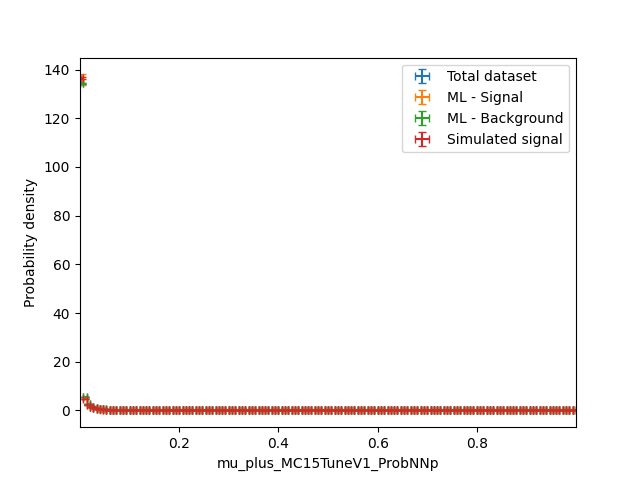 140
120
100
80
60
40
20
0
Probability density
Total dataset
ML - Signal
ML - Background
Simulated signal
0.2 0.4 0.6 0.8
mu_plus_MC15TuneV1_ProbNNp